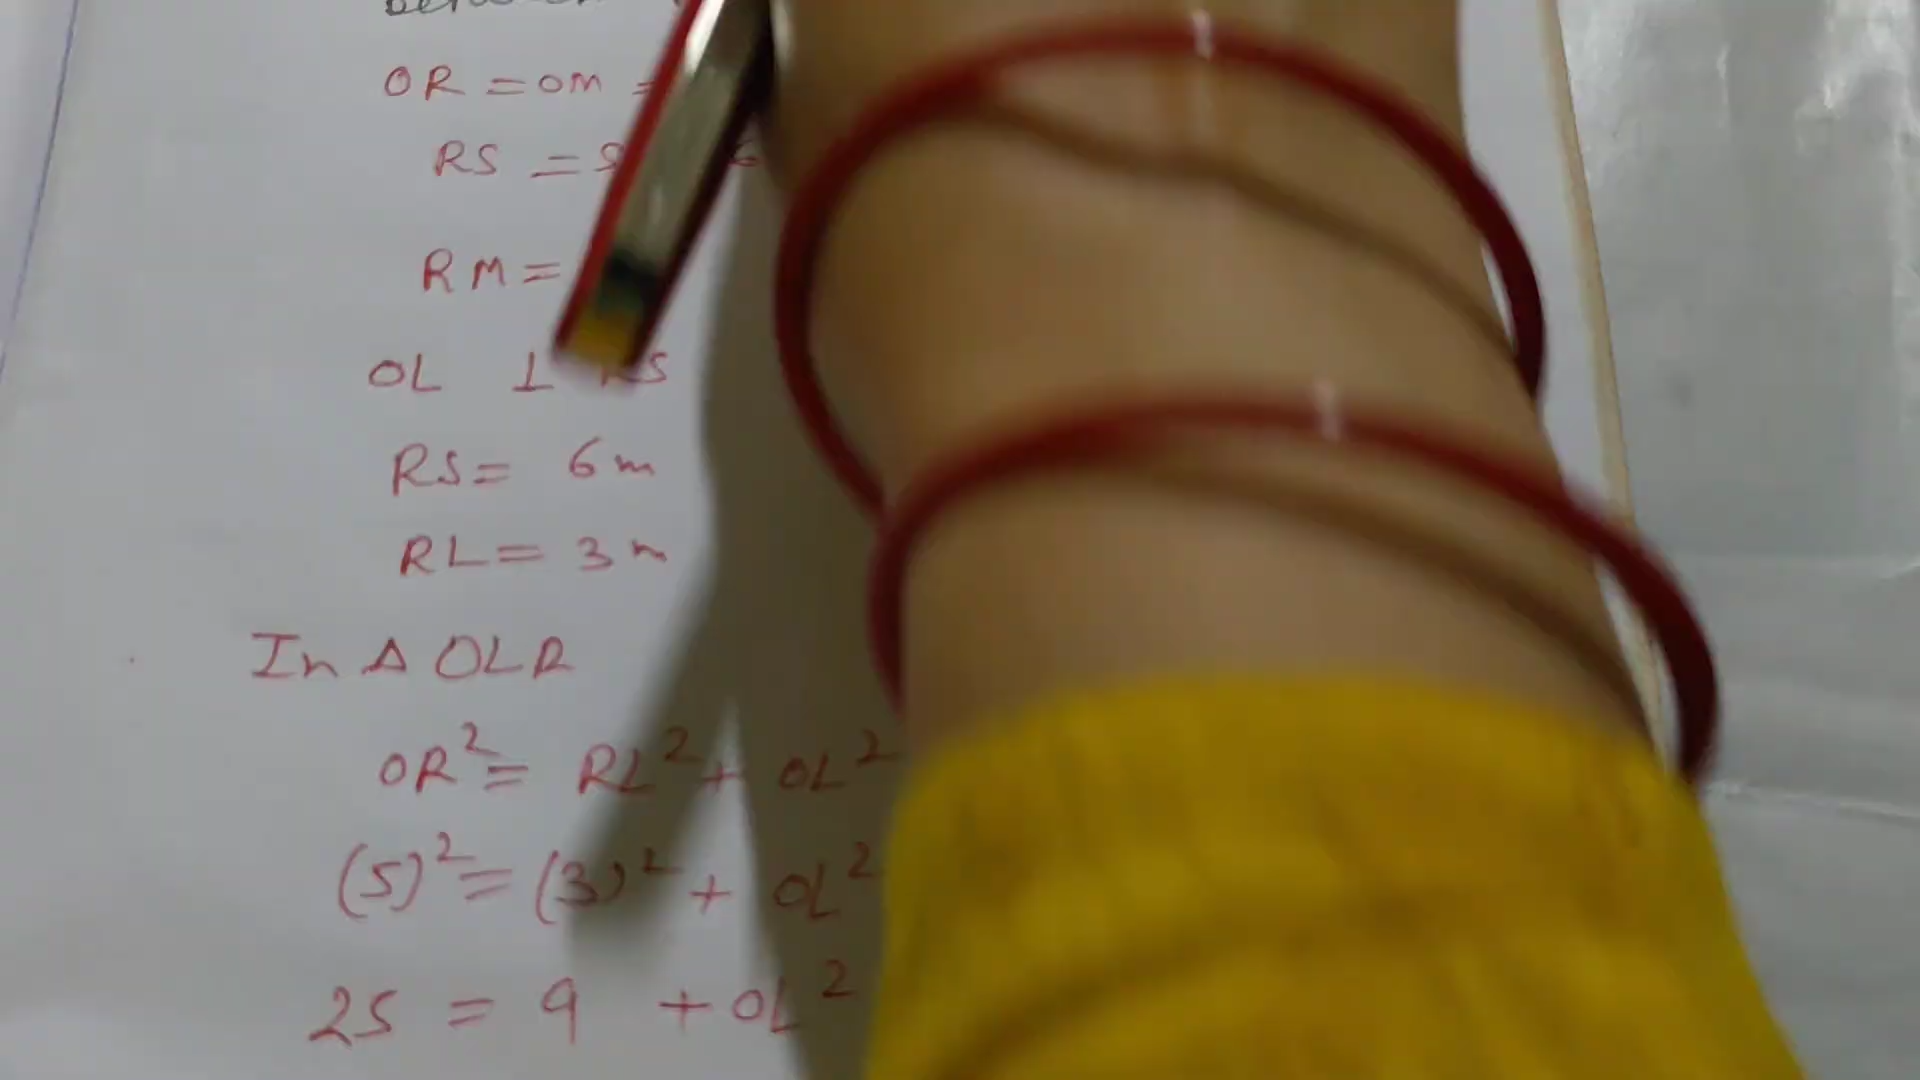 OR = OM =
RS =
RM =
OL ⊥ RS
RS = 6 m
RL = 3 m
In Δ OLR
OR² = RL² + OL²
(5)² = (3)² + OL²
25 = 9 + OL²